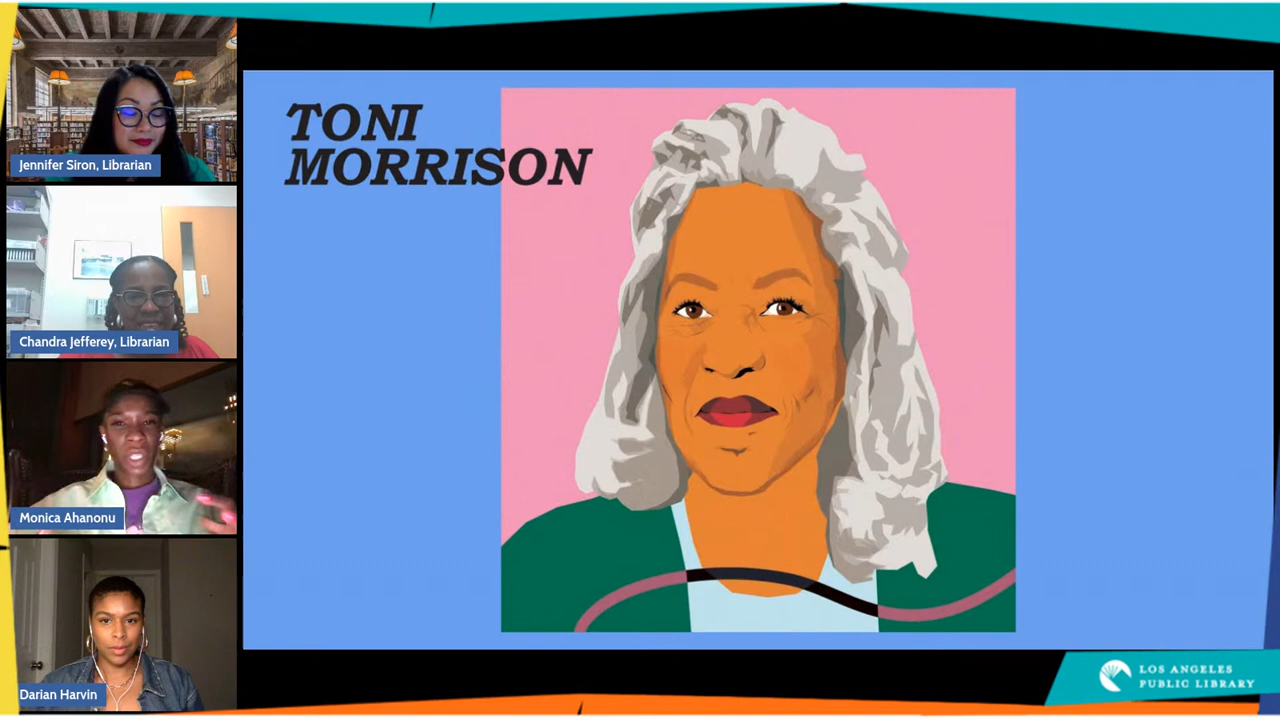 Jennifer Siron, Librarian
Chandra Jefferey, Librarian
Monica Ahanonu
Darian Harvin
TONI
MORRISON
LOS ANGELES
PUBLIC LIBRARY